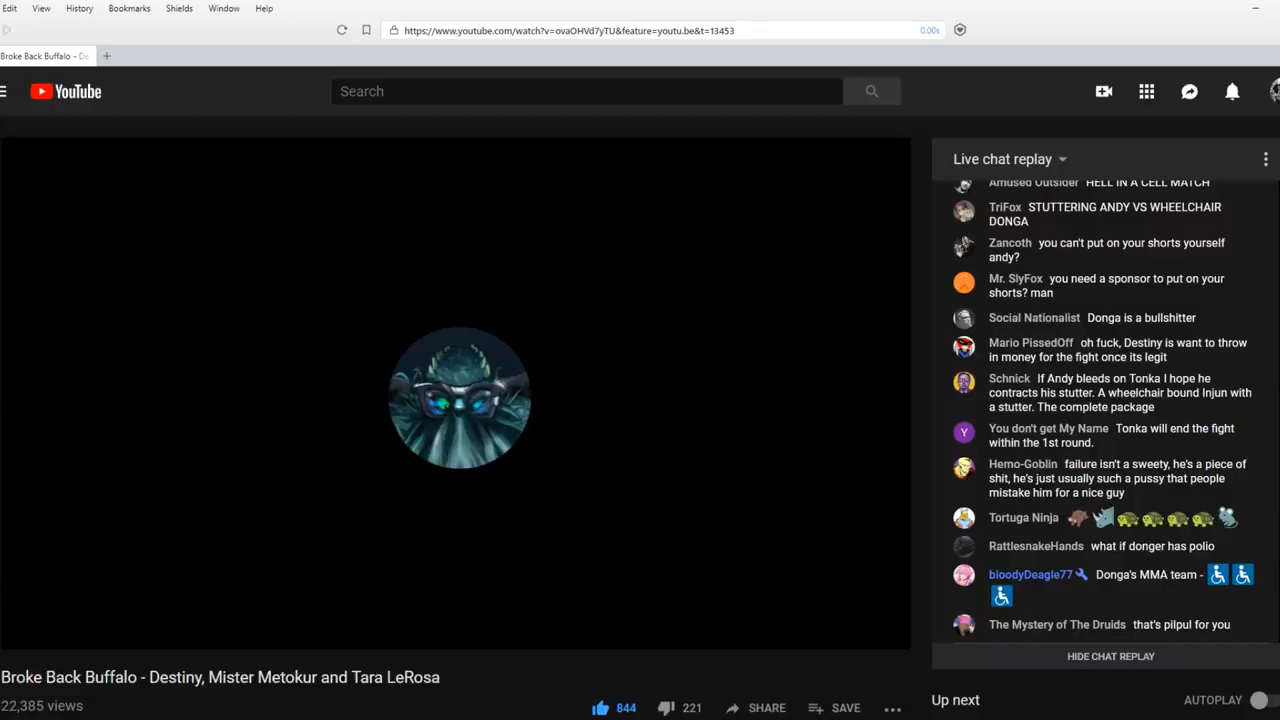 Edit View History Bookmarks Shields Window Help
https://www.youtube.com/watch?v=ovaOHVd7yTU&feature=youtu.be&t=13453 0.00s
Broke Back Buffalo - De
YouTube
Search
Live chat replay
Amused Outsider HELL IN A CELL MATCH
TriFox STUTTERING ANDY VS WHEELCHAIR
DONGA
Zancoth you can't put on your shorts yourself
andy?
Mr. SlyFox you need a sponsor to put on your
shorts? man
Social Nationalist Donga is a bullshitter
Mario PissedOff oh fuck, Destiny is want to throw
in money for the fight once its legit
Schnick If Andy bleeds on Tonka I hope he
contracts his stutter. A wheelchair bound Injun with
a stutter. The complete package
Y You don't get My Name Tonka will end the fight
within the 1st round.
Hemo-Goblin failure isn't a sweety, he's a piece of
shit, he's just usually such a pussy that people
mistake him for a nice guy
Tortuga Ninja
RattlesnakeHands what if donger has polio
bloodyDeagle77 Donga's MMA team -
The Mystery of The Druids that's pilpul for you
HIDE CHAT REPLAY
Broke Back Buffalo - Destiny, Mister Metokur and Tara LeRosa
22,385 views
844 221 SHARE SAVE
Up next AUTOPLAY